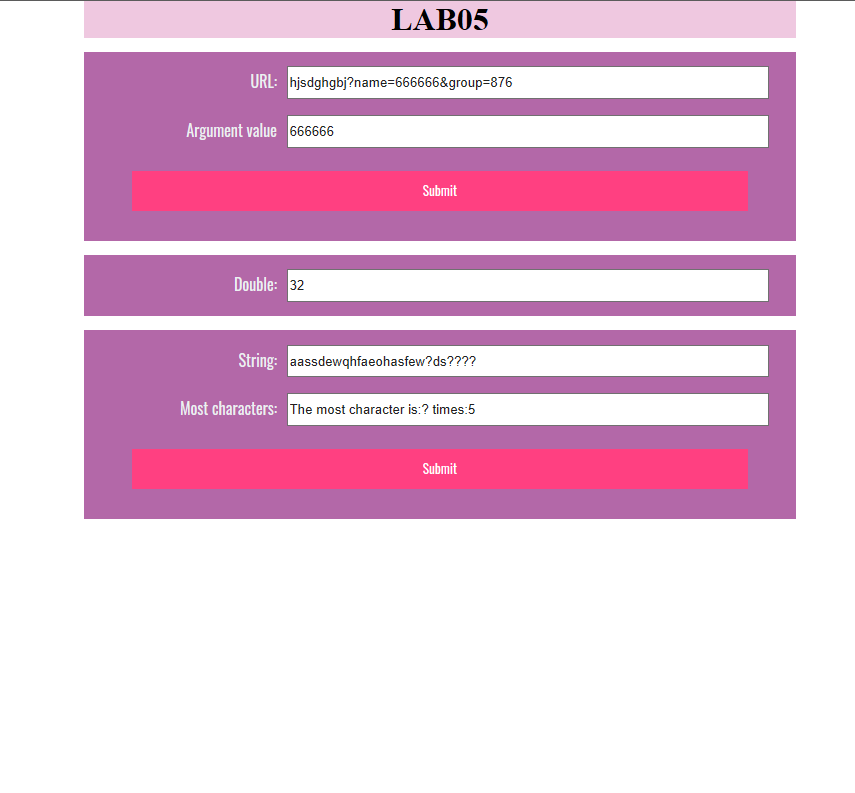 LAB05
URL: hjsdghgbj?name=666666&group=876
Argument value 666666
Submit
Double: 32
String: aassdewqhfaeohasfew?ds????
Most characters: The most character is:? times:5
Submit